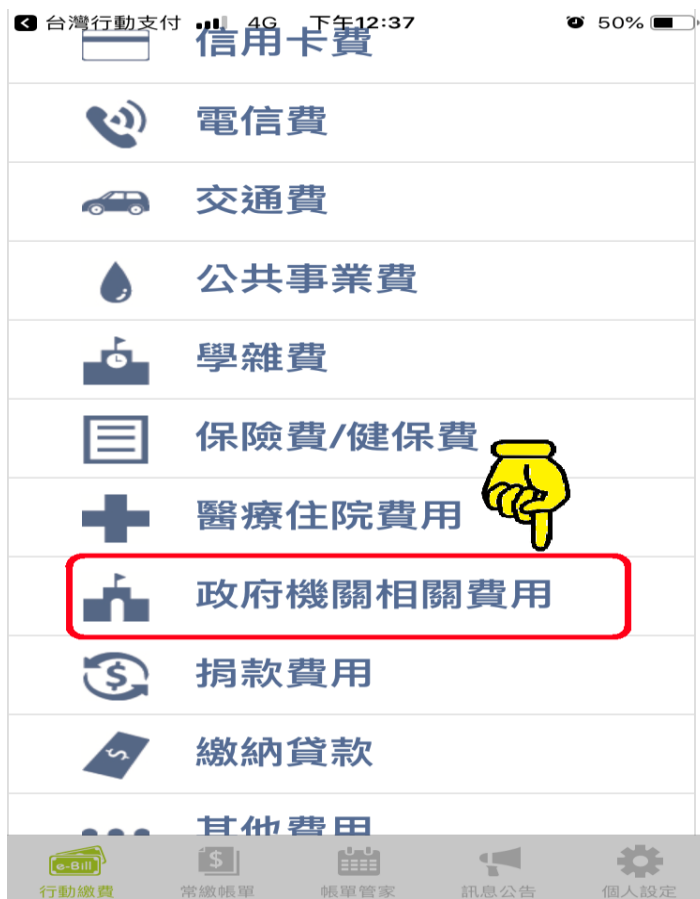 台灣行動支付 4G 下午12:37 50%
信用卡費
電信費
交通費
公共事業費
學雜費
保險費/健保費
醫療住院費用
政府機關相關費用
$
捐款費用
$
繳納貸款
其他費用
e-Bill
$
行動繳費 常繳帳單 帳單管家 訊息公告 個人設定